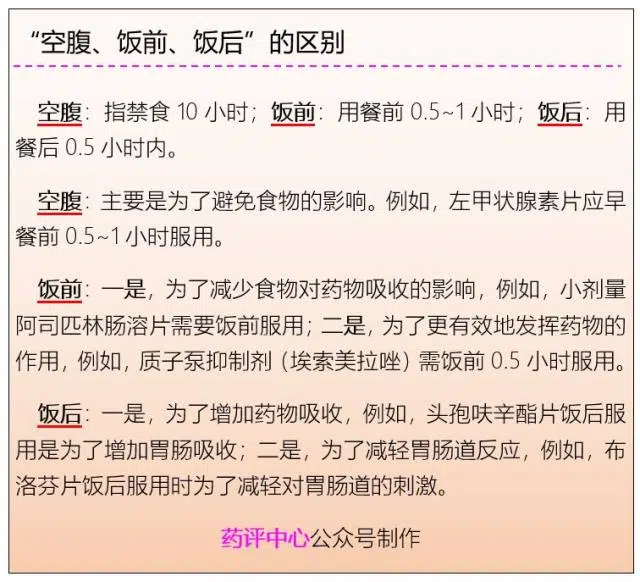 “空腹、饭前、饭后”的区别
空腹：指禁食 10 小时；饭前：用餐前 0.5~1 小时；饭后：用
餐后 0.5 小时内。
空腹：主要是为了避免食物的影响。例如，左甲状腺素片应早
餐前 0.5~1 小时服用。
饭前：一是，为了减少食物对药物吸收的影响，例如，小剂量
阿司匹林肠溶片需要饭前服用；二是，为了更有效地发挥药物的
作用，例如，质子泵抑制剂（埃索美拉唑）需饭前 0.5 小时服用。
饭后：一是，为了增加药物吸收，例如，头孢呋辛酯片饭后服
用是为了增加胃肠吸收；二是，为了减轻胃肠道反应，例如，布
洛芬片饭后服用时为了减轻对胃肠道的刺激。
药评中心公众号制作